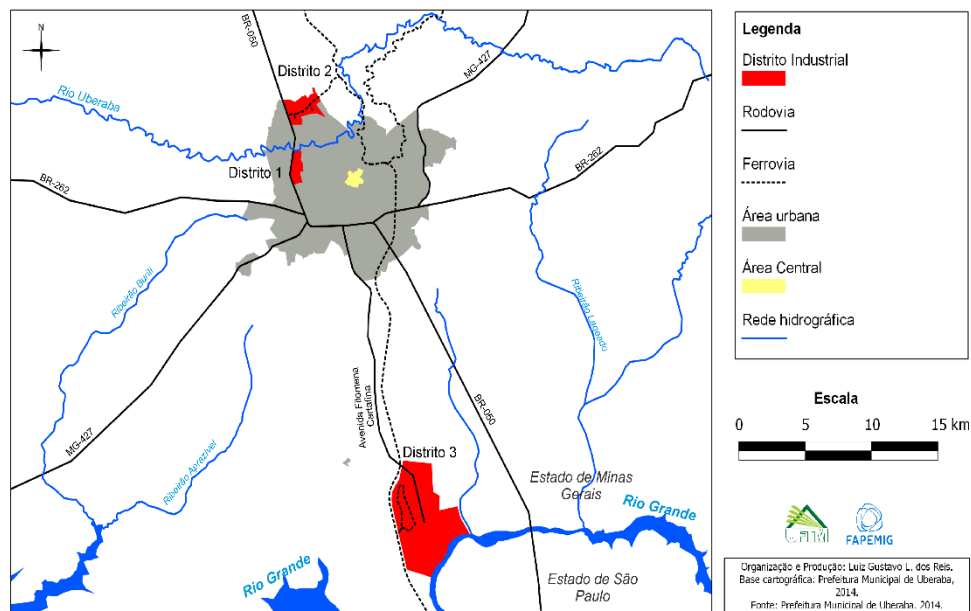 N
BR-050
Distrito 2
MG-427
Rio Uberaba
Distrito 1
BR-262
BR-262
Ribeirão Buriti
Ribeirão Lageado
Avenida Filomena
Cartafina
BR-050
MG-427
Ribeirão Aprazível
Distrito 3
Estado de Minas
Gerais
Rio Grande
Rio Grande
Estado de São
Paulo
Legenda
Distrito Industrial
Rodovia
Ferrovia
Área urbana
Área Central
Rede hidrográfica
Escala
0 5 10 15 km
UFTM
FAPEMIG
Organização e Produção: Luiz Gustavo L. dos Reis.
Base cartográfica: Prefeitura Municipal de Uberaba,
2014.
Fonte: Prefeitura Municipal de Uberaba, 2014.